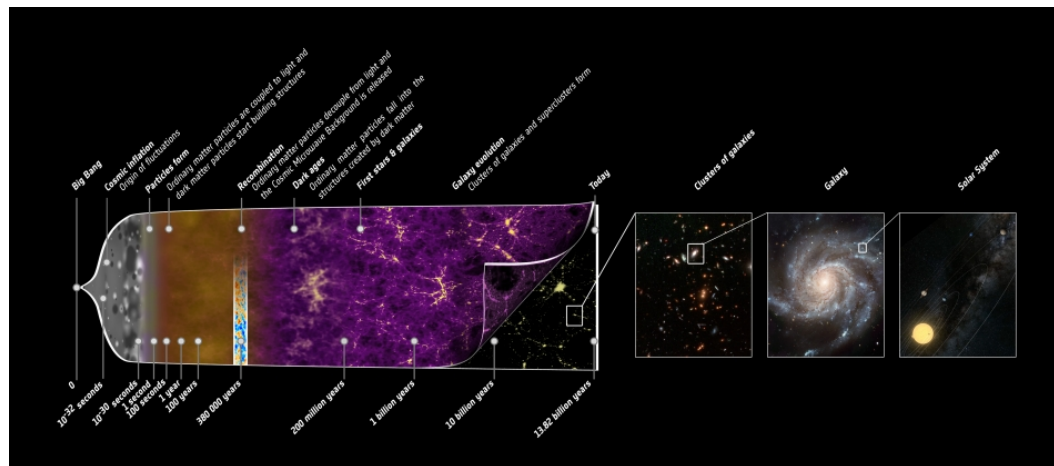 Big Bang
Cosmic inflation
Origin of fluctuations
Particles form
Ordinary matter particles are coupled to light and
dark matter particles start building structures
Recombination
Ordinary matter particles decouple from light and
the Cosmic Microwave Background is released
Dark ages
Ordinary matter particles fall into the
structures created by dark matter
First stars & galaxies
Galaxy evolution
Clusters of galaxies and superclusters form
Today
Clusters of galaxies
Galaxy
Solar System
0
10-32 seconds
10-30 seconds
1 second
100 seconds
1 year
100 years
380 000 years
200 million years
1 billion years
10 billion years
13.82 billion years